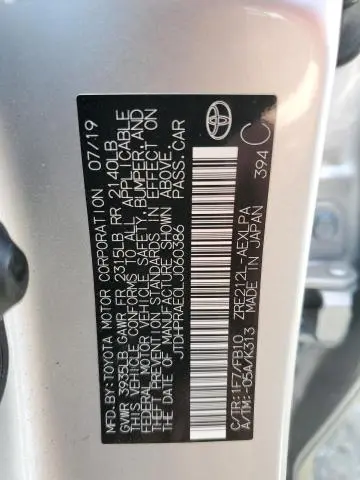 MFD.BY:TOYOTA MOTOR CORPORATION 07/19
GVWR 3935LB GAWR FR 2315LB RR 2140LB
THIS VEHICLE CONFORMS TO ALL APPLICABLE
FEDERAL MOTOR VEHICLE SAFETY, BUMPER, AND
THEFT PREVENTION STANDARDS IN EFFECT ON
THE DATE OF MANUFACTURE SHOWN ABOVE.
JTDHPRAE0LJ060386 PASS.CAR
C/TR:1F7/FB10 ZRE212L-AEXLPA
A/TM:-05A/K313 MADE IN JAPAN
394 C
TOYOTA